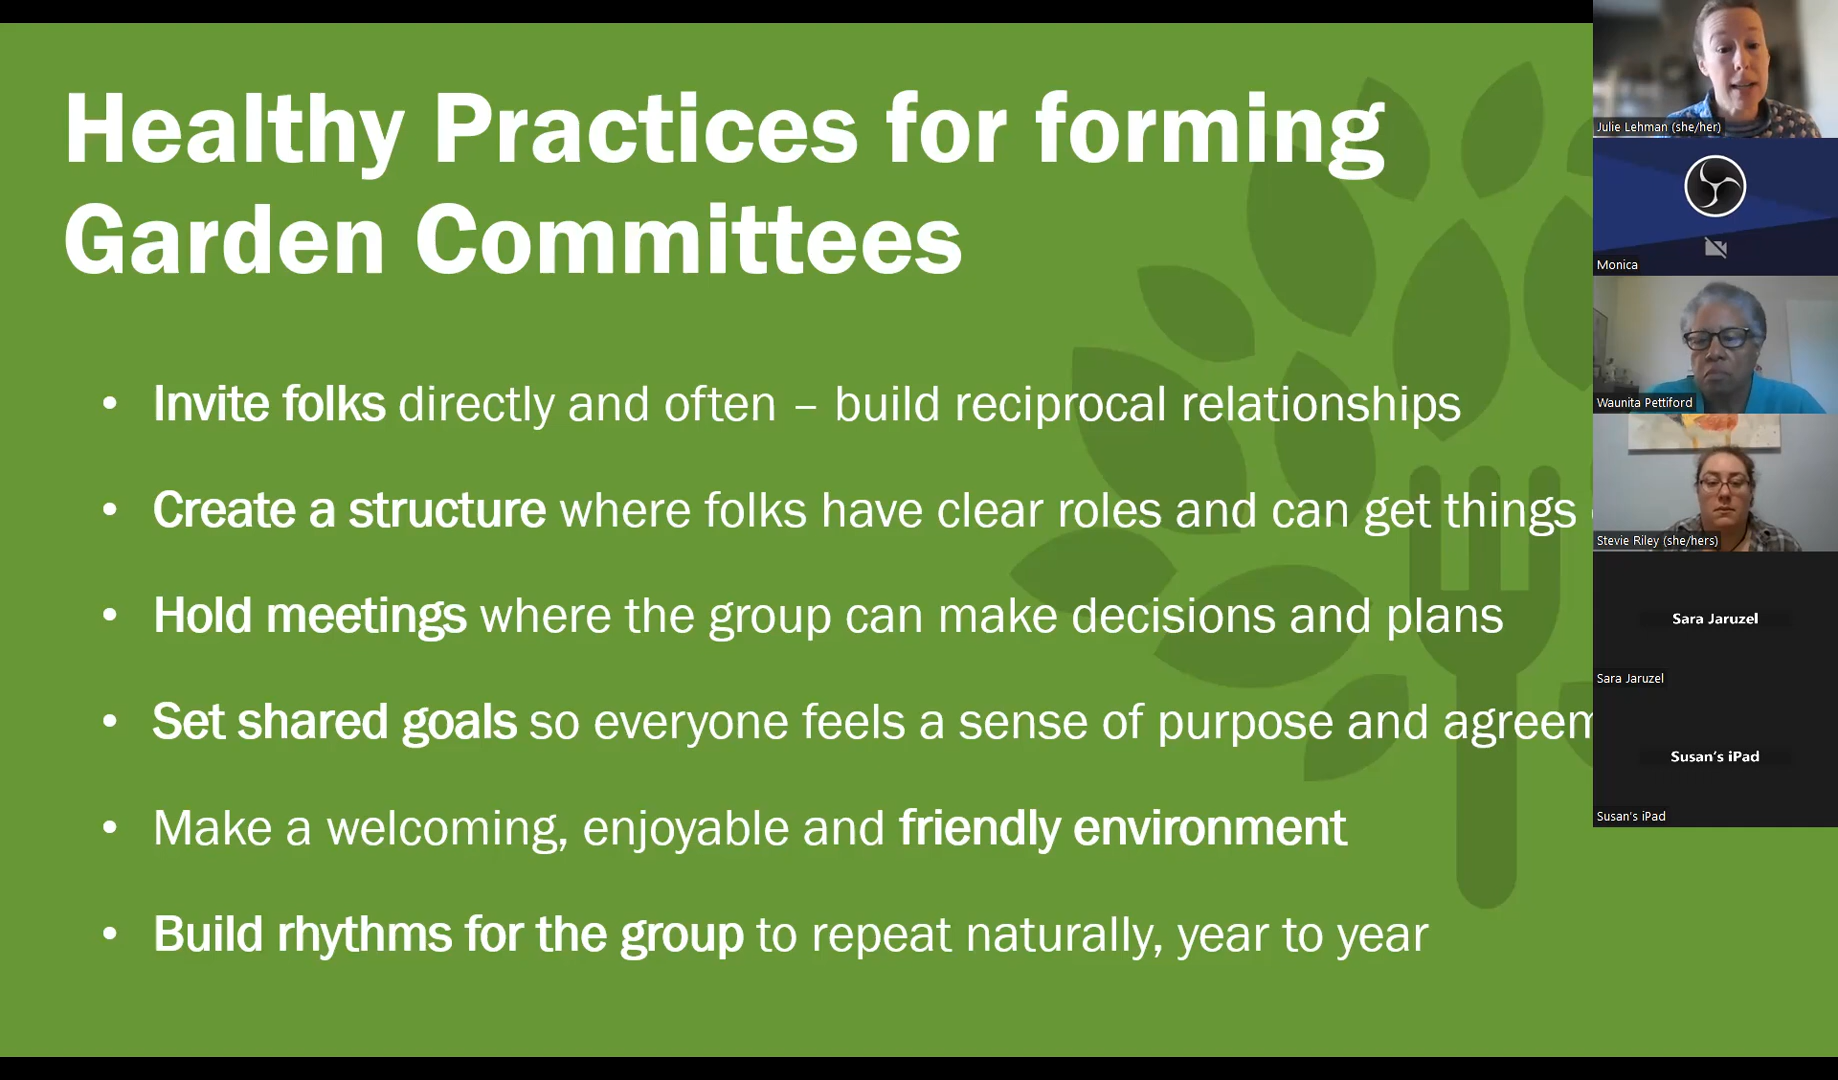 Healthy Practices for forming
Garden Committees
• Invite folks directly and often – build reciprocal relationships
• Create a structure where folks have clear roles and can get things
• Hold meetings where the group can make decisions and plans
• Set shared goals so everyone feels a sense of purpose and agreem
• Make a welcoming, enjoyable and friendly environment
• Build rhythms for the group to repeat naturally, year to year
Julie Lehman (she/her)
Monica
Waunita Pettiford
Stevie Riley (she/hers)
Sara Jaruzel
Sara Jaruzel
Susan's iPad
Susan's iPad